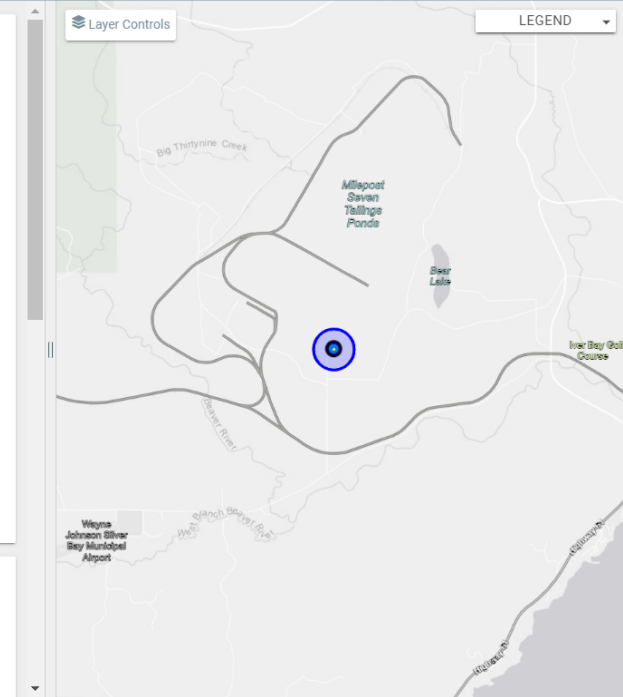 Layer Controls
LEGEND
Big Thirtynine Creek
Milepost
Seven
Tailings
Ponds
Bear
Lake
lver Bay Golf
Course
Beaver River
West Branch Beaver River
Wayne
Johnson Silver
Bay Municipal
Airport
Highway 61
Highway 61